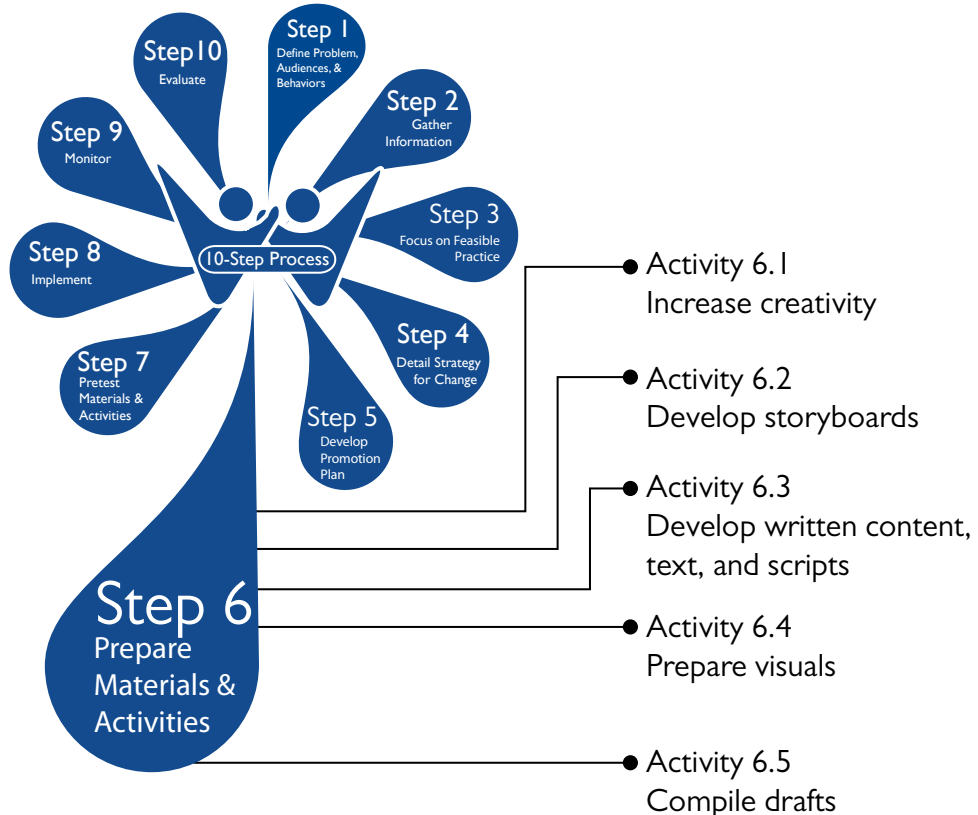 Step 1
Define Problem,
Audiences, &
Behaviors
Step 2
Gather
Information
Step 3
Focus on Feasible
Practice
Step 4
Detail Strategy
for Change
Step 5
Develop
Promotion
Plan
Step 6
Prepare
Materials &
Activities
Step 7
Pretest
Materials &
Activities
Step 8
Implement
Step 9
Monitor
Step10
Evaluate
10-Step Process
Activity 6.1
Increase creativity
Activity 6.2
Develop storyboards
Activity 6.3
Develop written content,
text, and scripts
Activity 6.4
Prepare visuals
Activity 6.5
Compile drafts